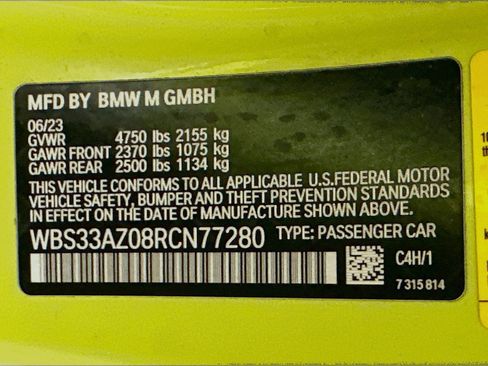 MFD BY BMW M GMBH
06/23
GVWR 4750 lbs 2155 kg
GAWR FRONT 2370 lbs 1075 kg
GAWR REAR 2500 lbs 1134 kg
THIS VEHICLE CONFORMS TO ALL APPLICABLE U.S.FEDERAL MOTOR
VEHICLE SAFETY, BUMPER AND THEFT PREVENTION STANDARDS IN
EFFECT ON THE DATE OF MANUFACTURE SHOWN ABOVE.
WBS33AZ08RCN77280 TYPE: PASSENGER CAR
C4H/1
7 315 814